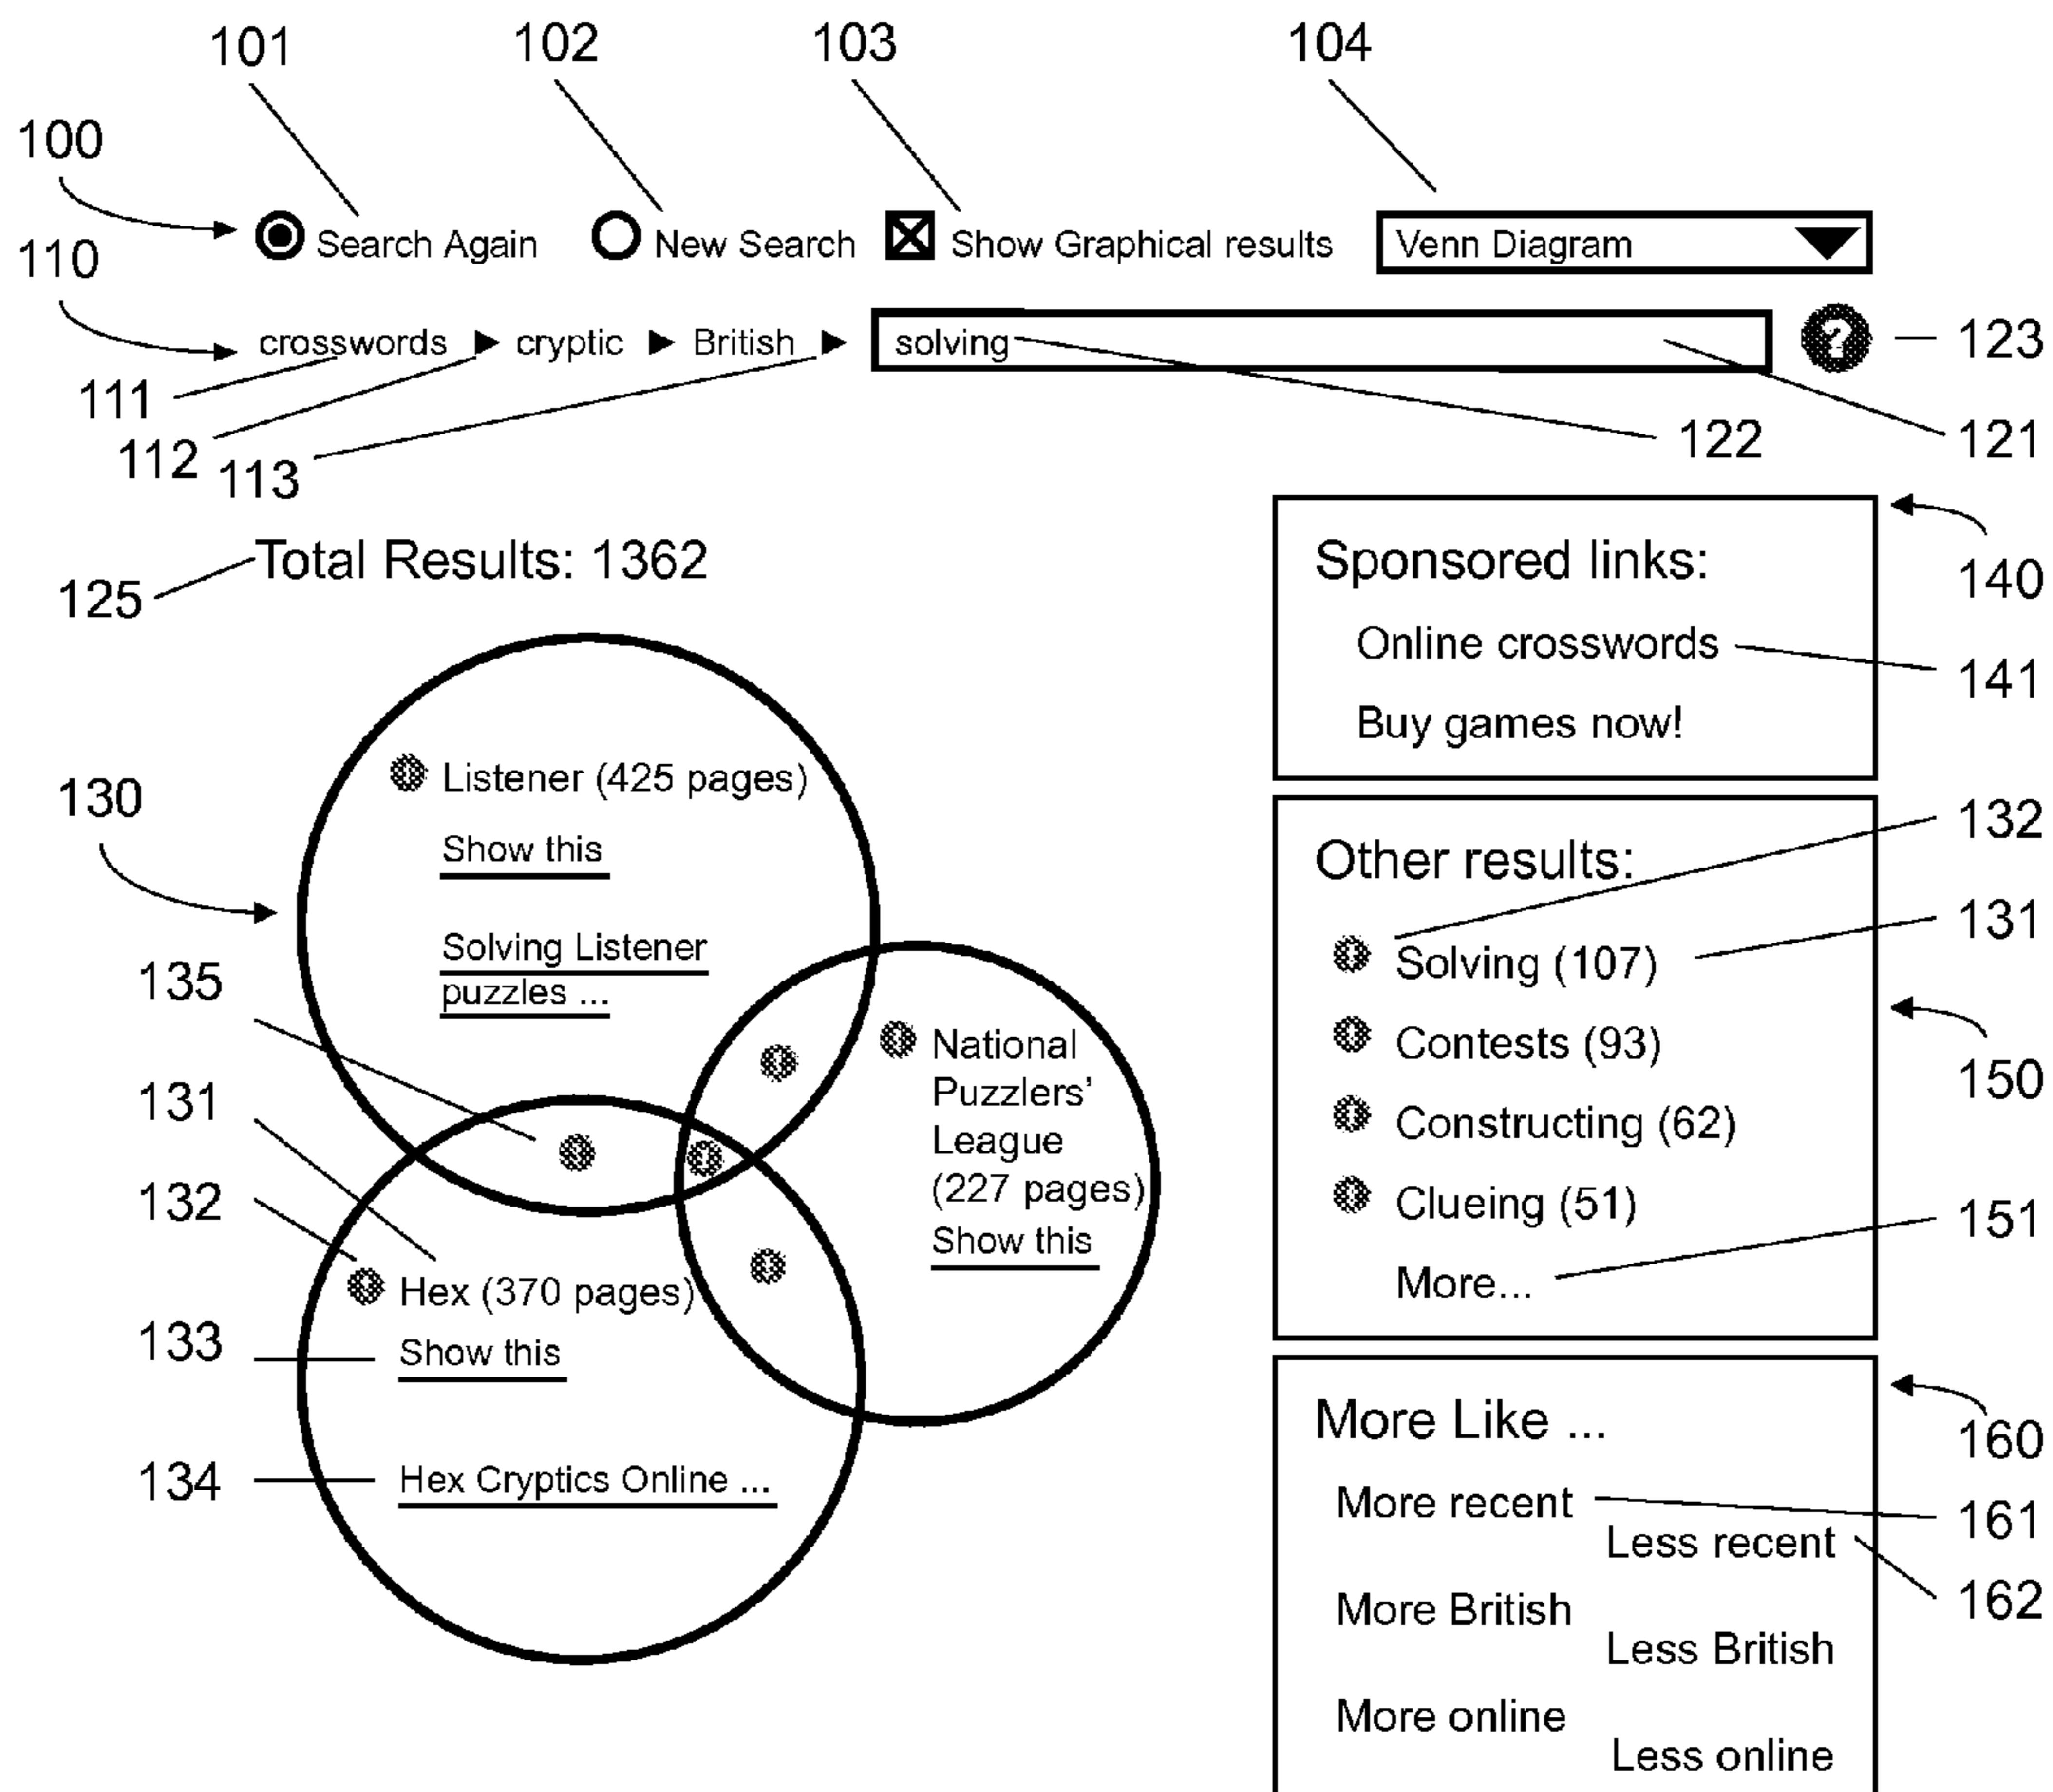 101
102
103
104
100
Search Again
New Search
Show Graphical results
Venn Diagram
110
crosswords
cryptic
British
solving
?
123
111
112
113
122
121
Total Results: 1362
125
Sponsored links:
140
Online crosswords
141
Buy games now!
130
Listener (425 pages)
Show this
Solving Listener
puzzles ...
135
131
132
National
Puzzlers'
League
(227 pages)
Show this
Hex (370 pages)
133
Show this
134
Hex Cryptics Online ...
Other results:
132
131
Solving (107)
Contests (93)
150
Constructing (62)
Clueing (51)
151
More...
More Like ...
160
More recent
161
Less recent
162
More British
Less British
More online
Less online